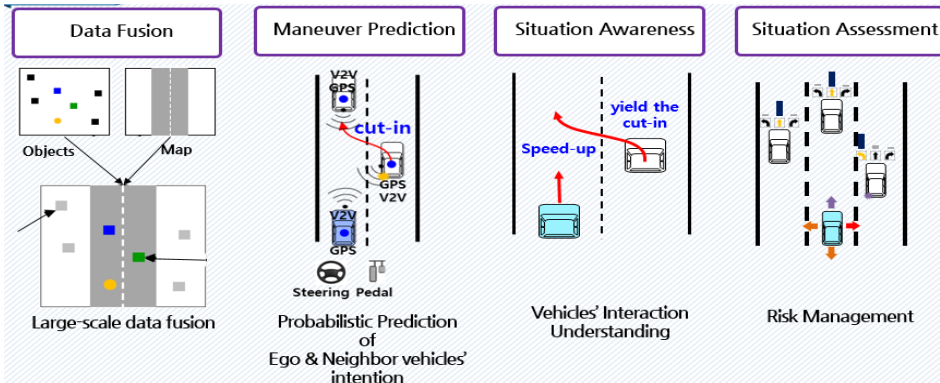 Data Fusion
Maneuver Prediction
Situation Awareness
Situation Assessment
Objects
Map
Large-scale data fusion
V2V
GPS
cut-in
GPS
V2V
V2V
GPS
Steering
Pedal
Probabilistic Prediction
of
Ego & Neighbor vehicles'
intention
Speed-up
yield the
cut-in
Vehicles' Interaction
Understanding
Risk Management